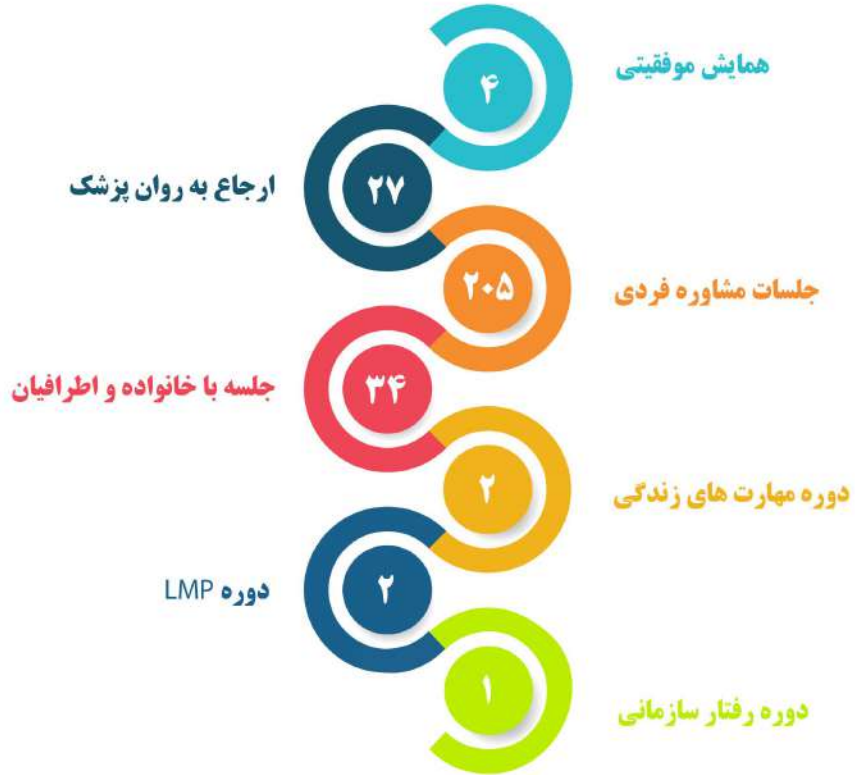 همایش موفقیتی
۴
ارجاع به روان پزشک
۲۷
جلسات مشاوره فردی
۲۰۵
جلسه با خانواده و اطرافیان
۳۴
دوره مهارت های زندگی
۲
دوره LMP
۲
دوره رفتار سازمانی
۱